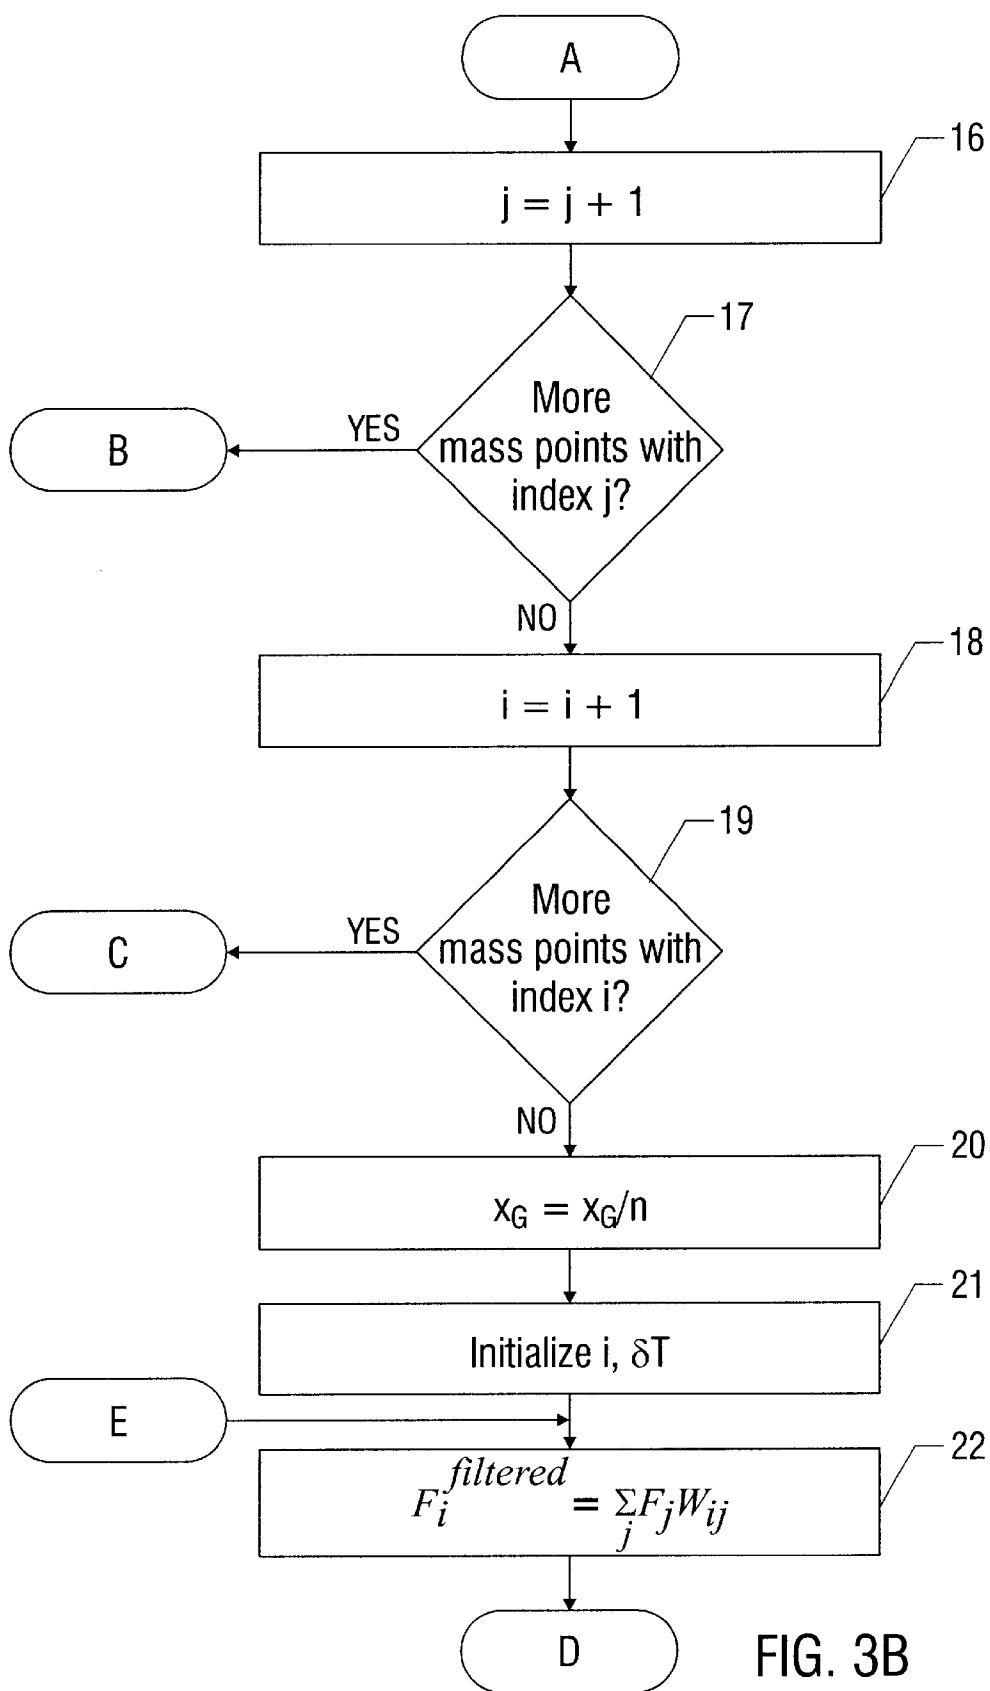 A
16
j = j + 1
17
More
mass points with
index j?
YES
B
NO
18
i = i + 1
19
More
mass points with
index i?
YES
C
NO
20
x_G = x_G/n
21
Initialize i, δT
E
22
F_i^filtered = Σ_j F_j W_ij
D
FIG. 3B